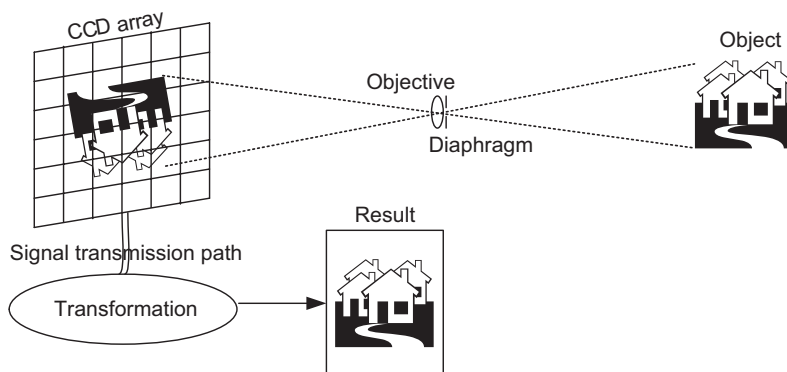 CCD array
Object
Objective
Diaphragm
Result
Signal transmission path
Transformation